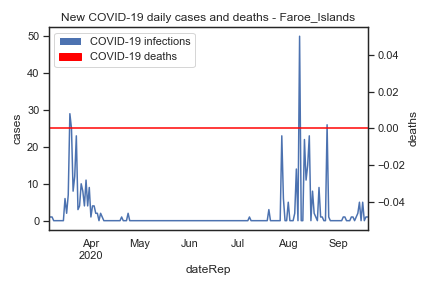 New COVID-19 daily cases and deaths - Faroe_Islands
COVID-19 infections
COVID-19 deaths
50
40
30
20
10
0
cases
0.04
0.02
0.00
−0.02
−0.04
deaths
Apr
2020
May
Jun
Jul
Aug
Sep
dateRep